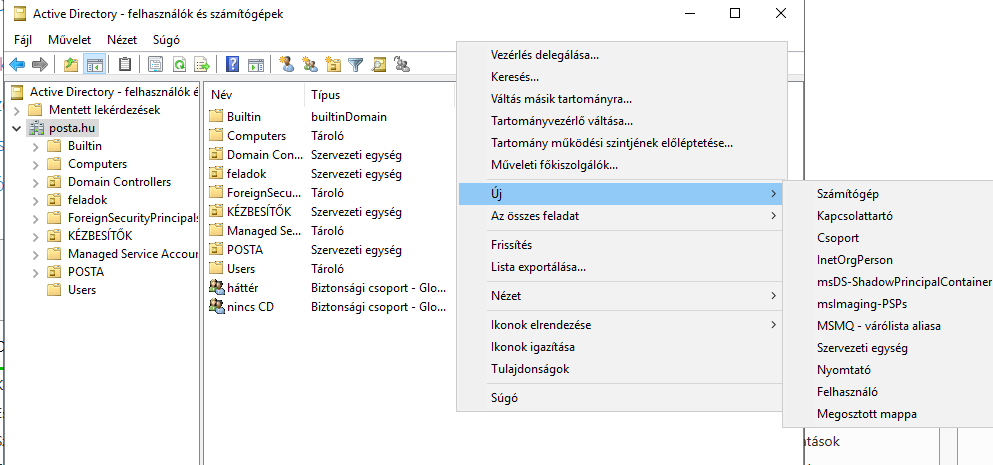 Active Directory - felhasználók és számítógépek
Fájl Művelet Nézet Súgó
Active Directory - felhasználók é
Mentett lekérdezések
posta.hu
Builtin
Computers
Domain Controllers
feladok
ForeignSecurityPrincipals
KÉZBESÍTŐK
Managed Service Accour
POSTA
Users
Név Típus
Builtin builtinDomain
Computers Tároló
Domain Con... Szervezeti egység
feladok Szervezeti egység
ForeignSecu... Tároló
KÉZBESÍTŐK Szervezeti egység
Managed Se... Tároló
POSTA Szervezeti egység
Users Tároló
háttér Biztonsági csoport - Glo...
nincs CD Biztonsági csoport - Glo...
Vezérlés delegálása...
Keresés...
Váltás másik tartományra...
Tartományvezérlő váltása...
Tartomány működési szintjének előléptetése...
Műveleti főkiszolgálók...
Új
Az összes feladat
Frissítés
Lista exportálása...
Nézet
Ikonok elrendezése
Ikonok igazítása
Tulajdonságok
Súgó
Számítógép
Kapcsolattartó
Csoport
InetOrgPerson
msDS-ShadowPrincipalContainer
msImaging-PSPs
MSMQ - várólista aliasa
Szervezeti egység
Nyomtató
Felhasználó
Megosztott mappa